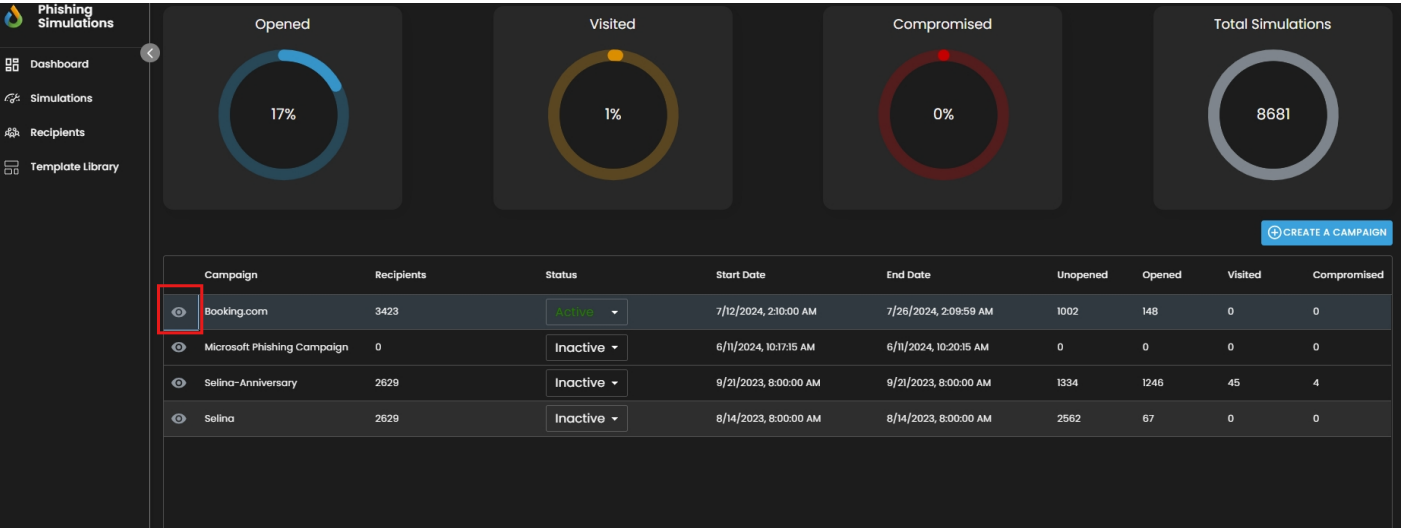 Phishing
Simulations
Dashboard
Simulations
Recipients
Template Library
Opened
17%
Visited
1%
Compromised
0%
Total Simulations
8681
CREATE A CAMPAIGN
Campaign Recipients Status Start Date End Date Unopened Opened Visited Compromised
Booking.com 3423 Active 7/12/2024, 2:10:00 AM 7/26/2024, 2:09:59 AM 1002 148 0 0
Microsoft Phishing Campaign 0 Inactive 6/11/2024, 10:17:15 AM 6/11/2024, 10:20:15 AM 0 0 0 0
Selina-Anniversary 2629 Inactive 9/21/2023, 8:00:00 AM 9/21/2023, 8:00:00 AM 1334 1246 45 4
Selina 2629 Inactive 8/14/2023, 8:00:00 AM 8/14/2023, 8:00:00 AM 2562 67 0 0